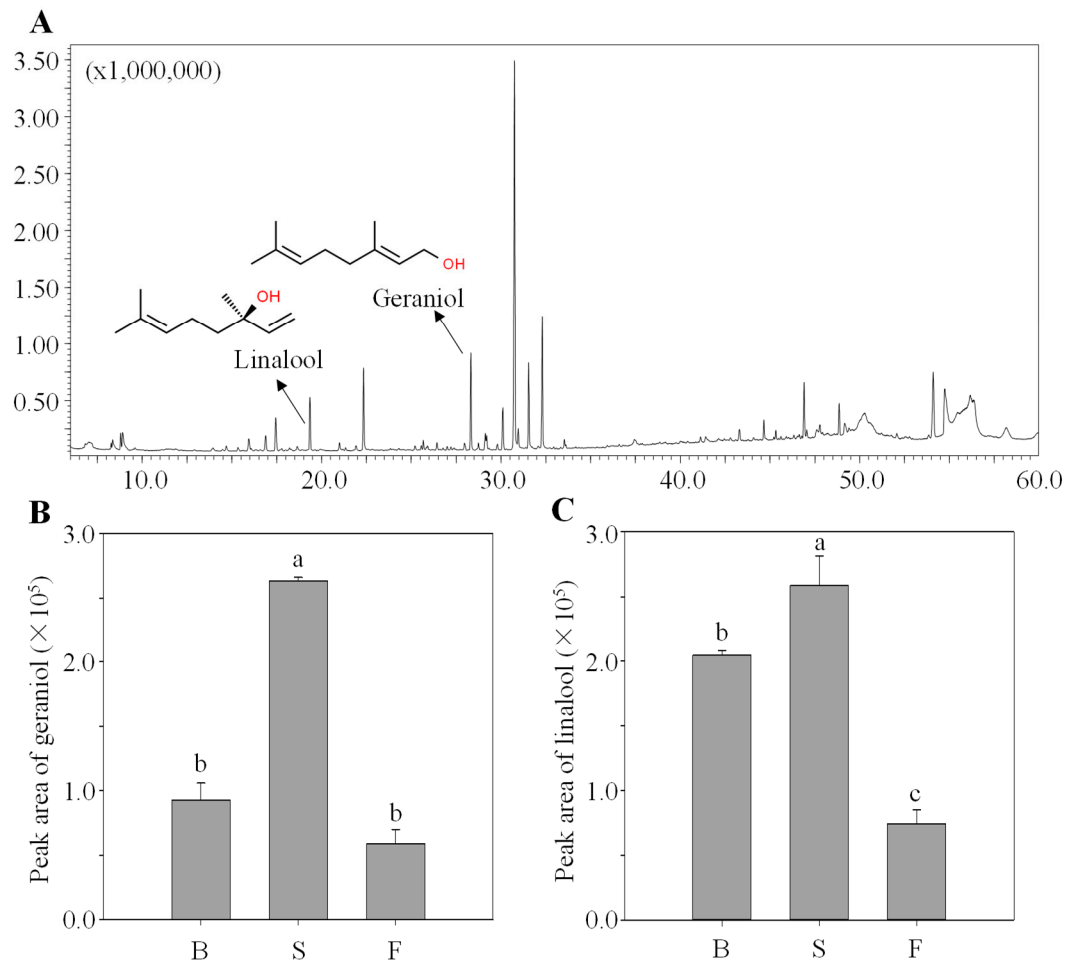 A
(x1,000,000)
3.50
3.00
2.50
2.00
1.50
1.00
0.50
OH
Geraniol
OH
Linalool
10.0 20.0 30.0 40.0 50.0 60.0
B
Peak area of geraniol (×10⁵)
3.0
2.0
1.0
0.0
b
a
b
B S F
C
Peak area of linalool (×10⁵)
3.0
2.0
1.0
0.0
b
a
c
B S F